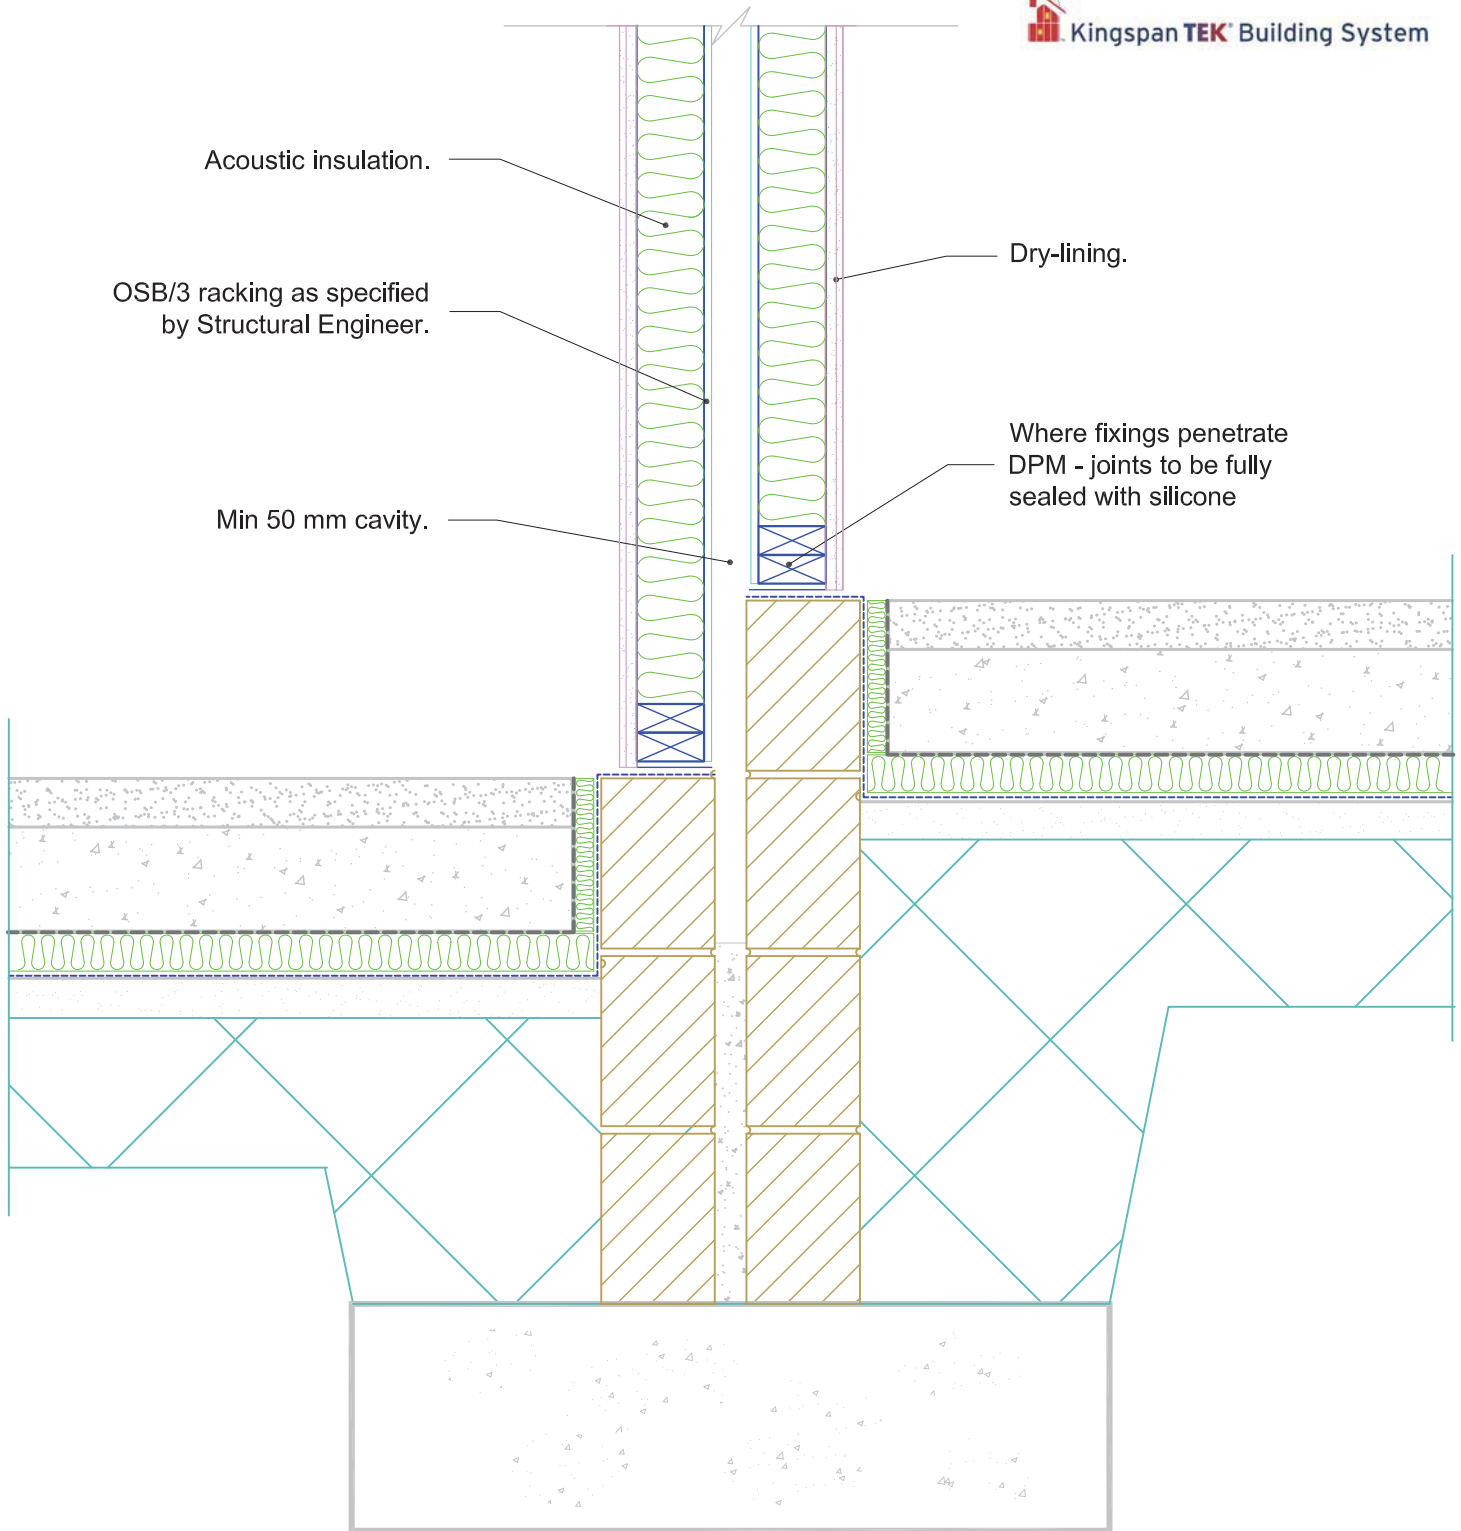 Kingspan TEK® Building System
Acoustic insulation.
Dry-lining.
OSB/3 racking as specified
by Structural Engineer.
Where fixings penetrate
DPM - joints to be fully
sealed with silicone
Min 50 mm cavity.